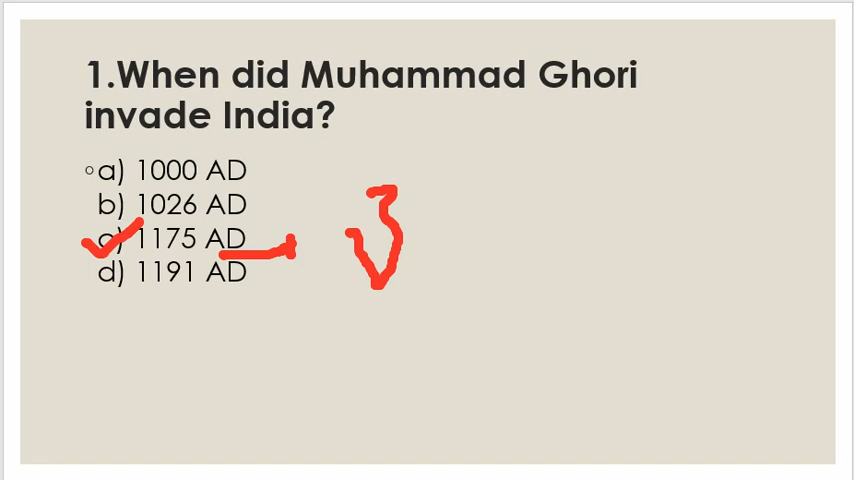 1.When did Muhammad Ghori
invade India?
a) 1000 AD
b) 1026 AD
c) 1175 AD
d) 1191 AD